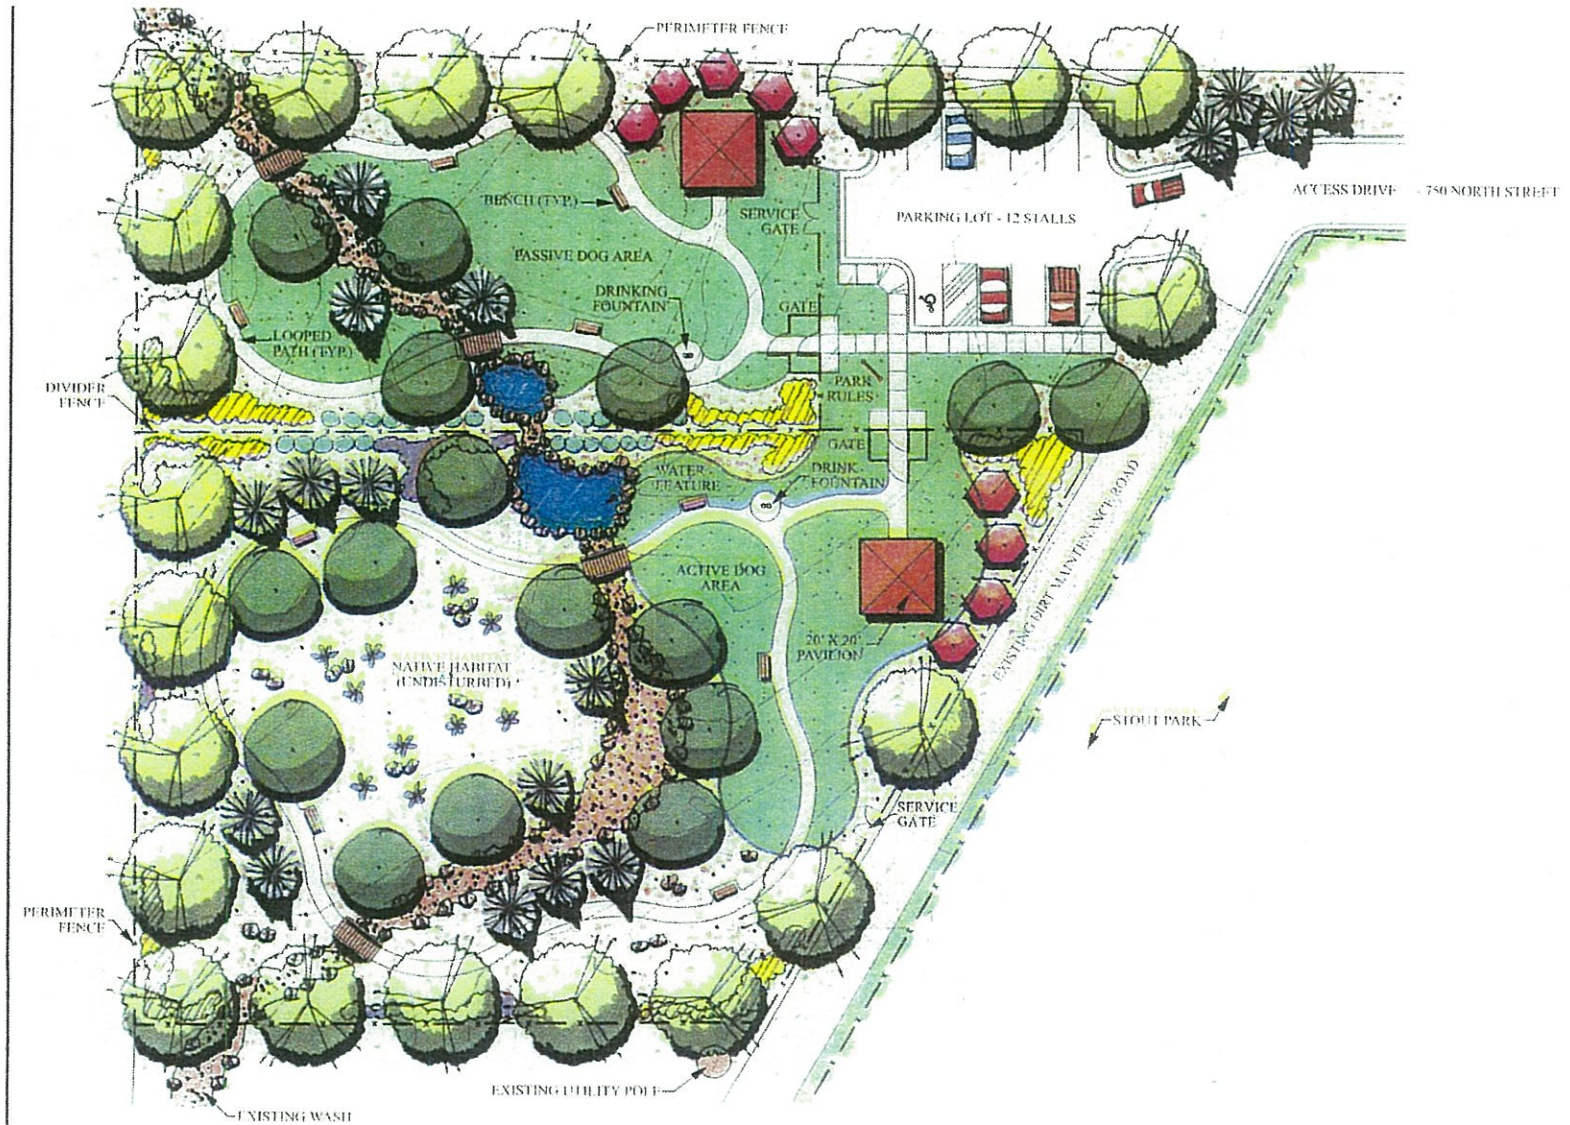 PERIMETER FENCE
ACCESS DRIVE - 750 NORTH STREET
BENCH (TYP.)
SERVICE
GATE
PARKING LOT - 12 STALLS
PASSIVE DOG AREA
DRINKING
FOUNTAIN
GATE
LOOPED
PATH (TYP.)
DIVIDER
FENCE
PARK
RULES
GATE
WATER
FEATURE
DRINK
FOUNTAIN
EXISTING DIRT MAINTENANCE ROAD
ACTIVE DOG
AREA
20' X 20'
PAVILION
NATIVE HABITAT
(UNDISTURBED)
STOUT PARK
SERVICE
GATE
PERIMETER
FENCE
EXISTING UTILITY POLE
EXISTING WASH